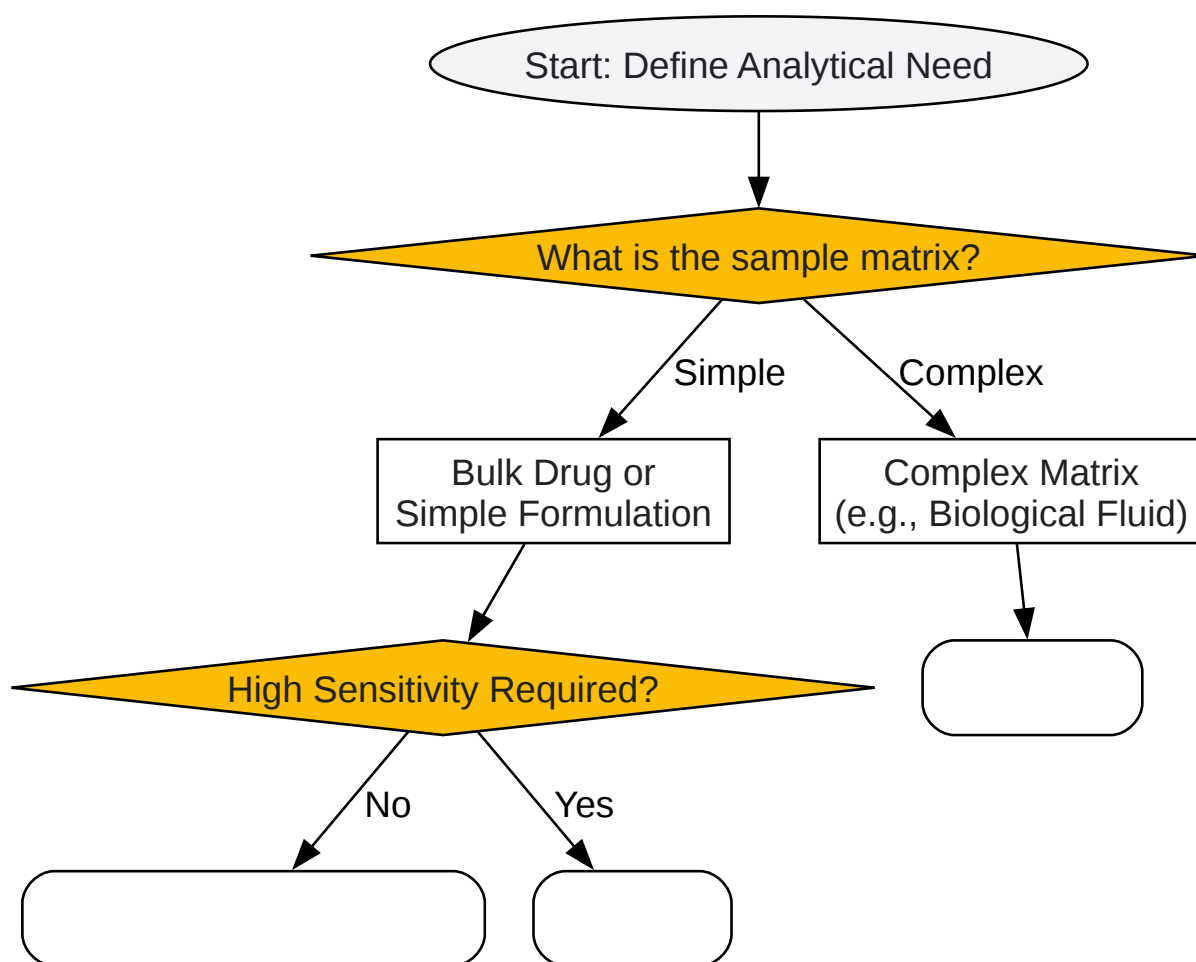 Start: Define Analytical Need
What is the sample matrix?
Simple
Complex
Bulk Drug or
Simple Formulation
Complex Matrix
(e.g., Biological Fluid)
High Sensitivity Required?
No
Yes